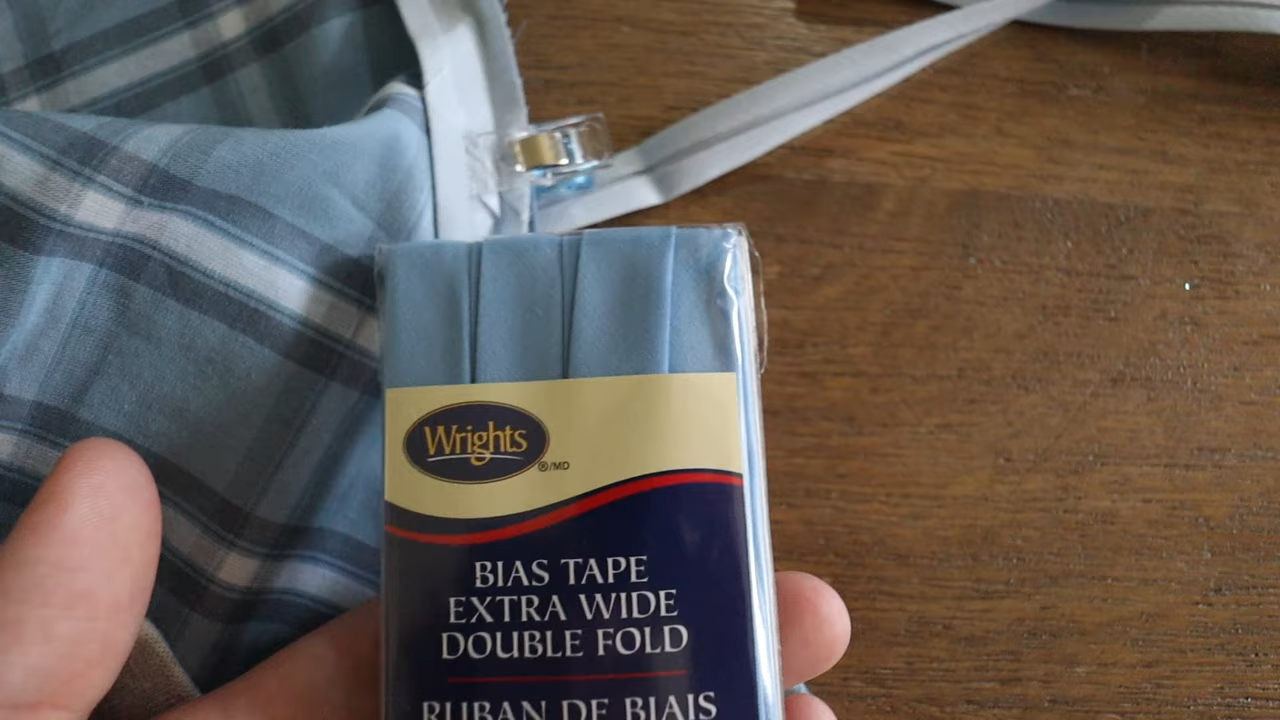 Wrights
®/MD
BIAS TAPE
EXTRA WIDE
DOUBLE FOLD
RUBAN DE BIAIS